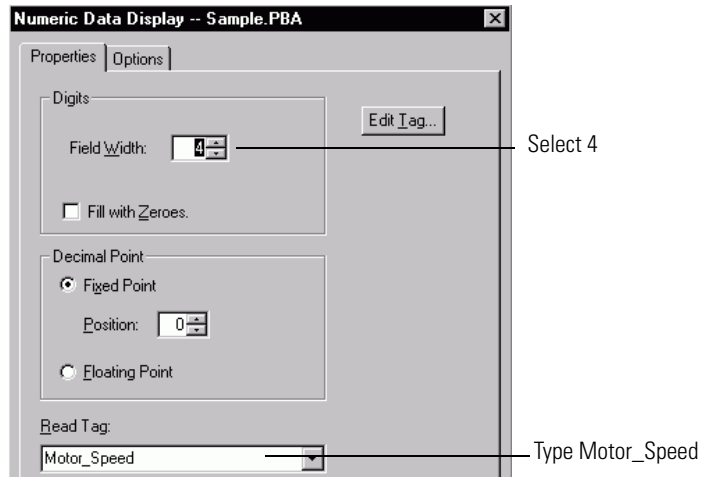 Numeric Data Display -- Sample.PBA
Properties
Options
Digits
Edit Tag...
Field Width:
4
Select 4
Fill with Zeroes.
Decimal Point
Fixed Point
Position:
0
Floating Point
Read Tag:
Motor_Speed
Type Motor_Speed